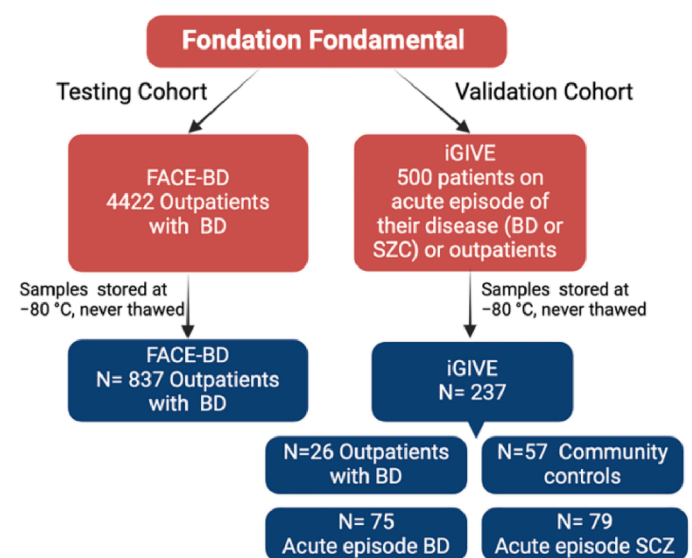 Fondation Fondamental
Testing Cohort
Validation Cohort
FACE-BD
4422 Outpatients
with BD
iGIVE
500 patients on
acute episode of
their disease (BD or
SZC) or outpatients
Samples stored at
−80 °C, never thawed
Samples stored at
−80 °C, never thawed
FACE-BD
N= 837 Outpatients
with BD
iGIVE
N= 237
N=26 Outpatients
with BD
N=57 Community
controls
N= 75
Acute episode BD
N= 79
Acute episode SCZ